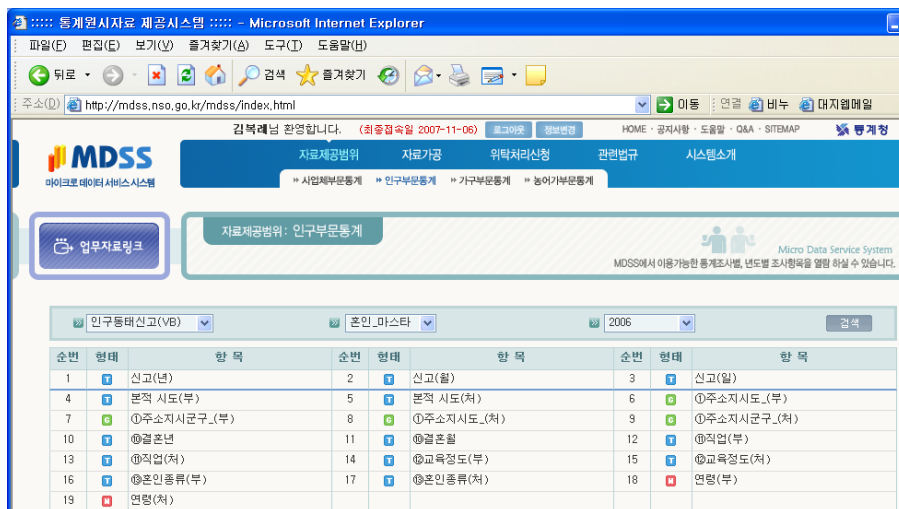 ::::: 통계원시자료 제공시스템 ::::: - Microsoft Internet Explorer
파일(F) 편집(E) 보기(V) 즐겨찾기(A) 도구(T) 도움말(H)
뒤로 검색 즐겨찾기
주소(D) http://mdss.nso.go.kr/mdss/index.html 이동 연결 비누 대지웹메일
김복례님 환영합니다. (최종접속일 2007-11-06) 로그아웃 정보변경 HOME · 공지사항 · 도움말 · Q&A · SITEMAP 통계청
MDSS
마이크로 데이터 서비스 시스템
자료제공범위 자료가공 위탁처리신청 관련법규 시스템소개
» 사업체부문통계 » 인구부문통계 » 가구부문통계 » 농어가부문통계
업무자료링크
자료제공범위 : 인구부문통계
Micro Data Service System
MDSS에서 이용가능한 통계조사별, 년도별 조사항목을 열람 하실 수 있습니다.
인구동태신고(VB) 혼인_마스타 2006 검색
순번 형태 항 목 순번 형태 항 목 순번 형태 항 목
1 T 신고(년) 2 T 신고(월) 3 T 신고(일)
4 T 본적 시도(부) 5 T 본적 시도(처) 6 G ①주소지시도_(부)
7 G ①주소지시군구_(부) 8 G ①주소지시도_(처) 9 G ①주소지시군구_(처)
10 T ⑩결혼년 11 T ⑩결혼월 12 T ⑪직업(부)
13 T ⑪직업(처) 14 T ⑫교육정도(부) 15 T ⑫교육정도(처)
16 T ⑬혼인종류(부) 17 T ⑬혼인종류(처) 18 N 연령(부)
19 N 연령(처)